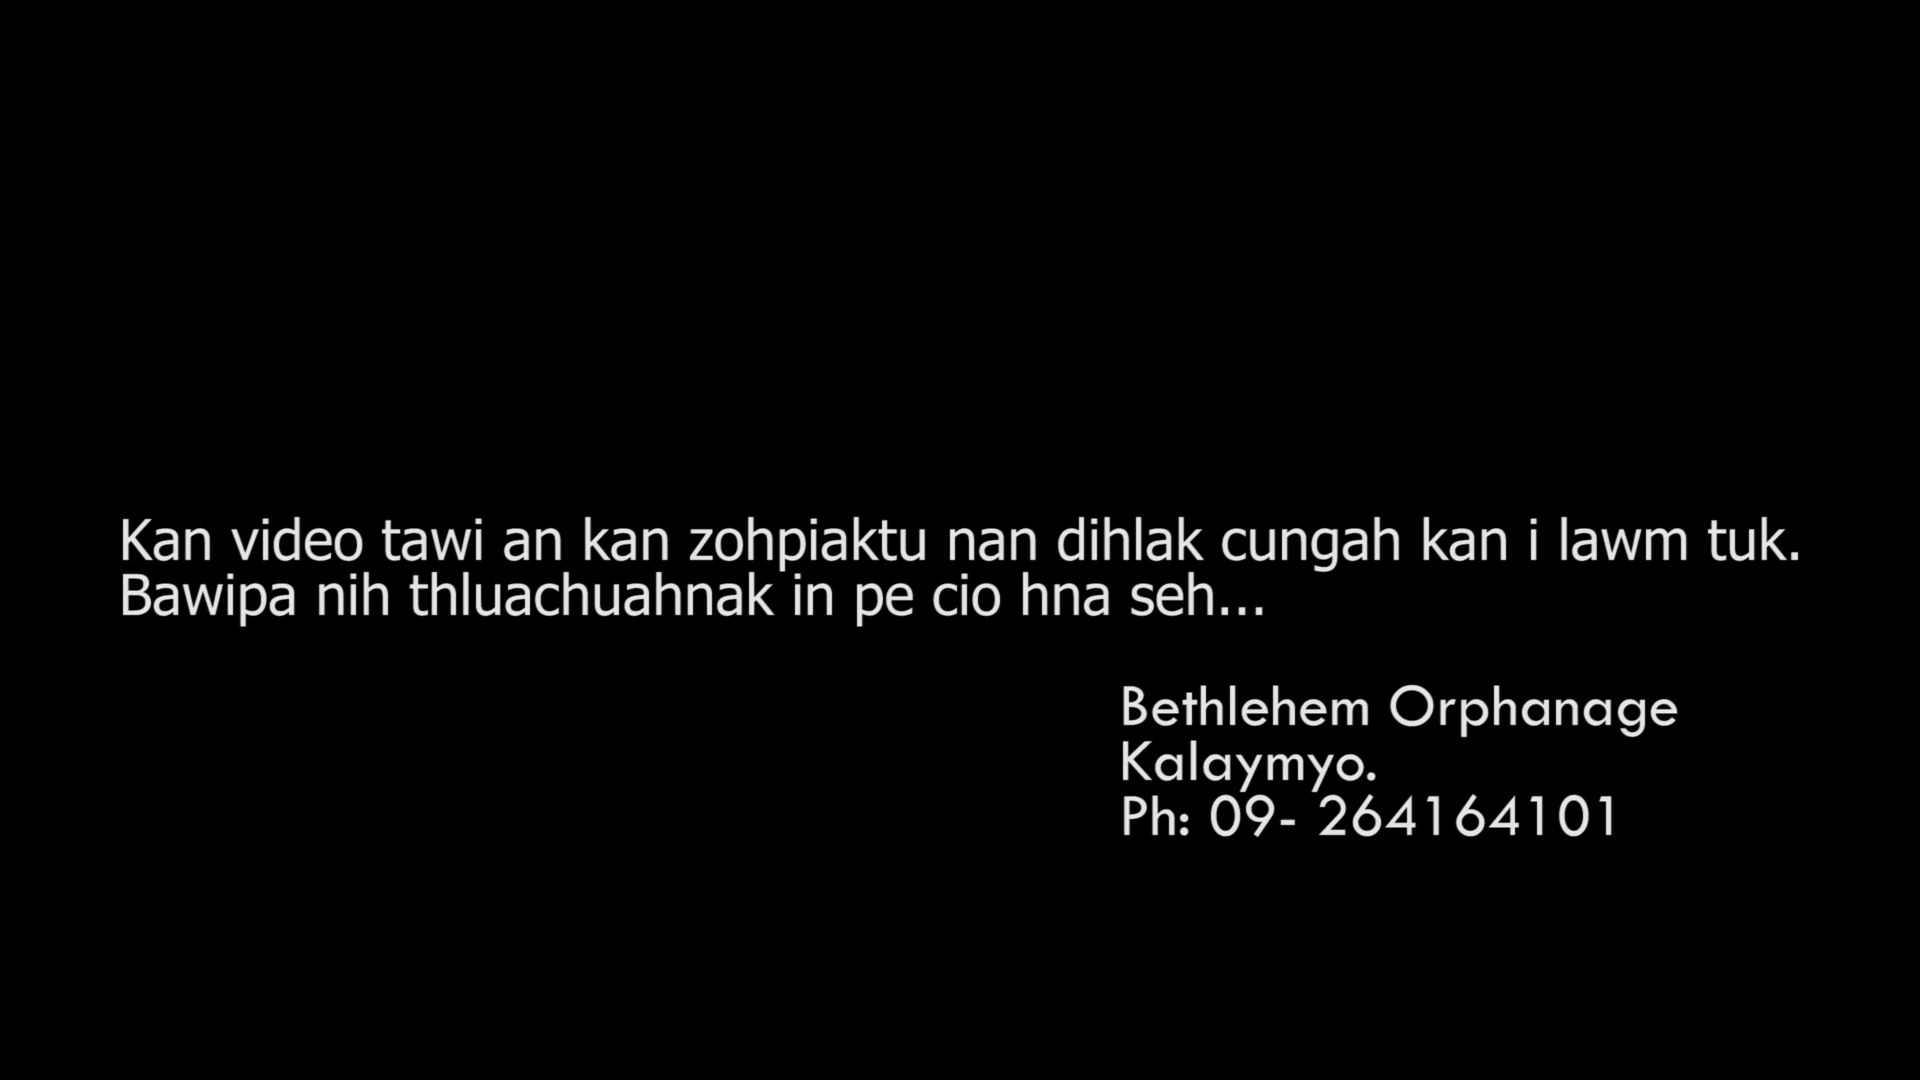 Kan video tawi an kan zohpiaktu nan dihlak cungah kan i lawm tuk.
Bawipa nih thluachuahnak in pe cio hna seh...
Bethlehem Orphanage
Kalaymyo.
Ph: 09- 264164101